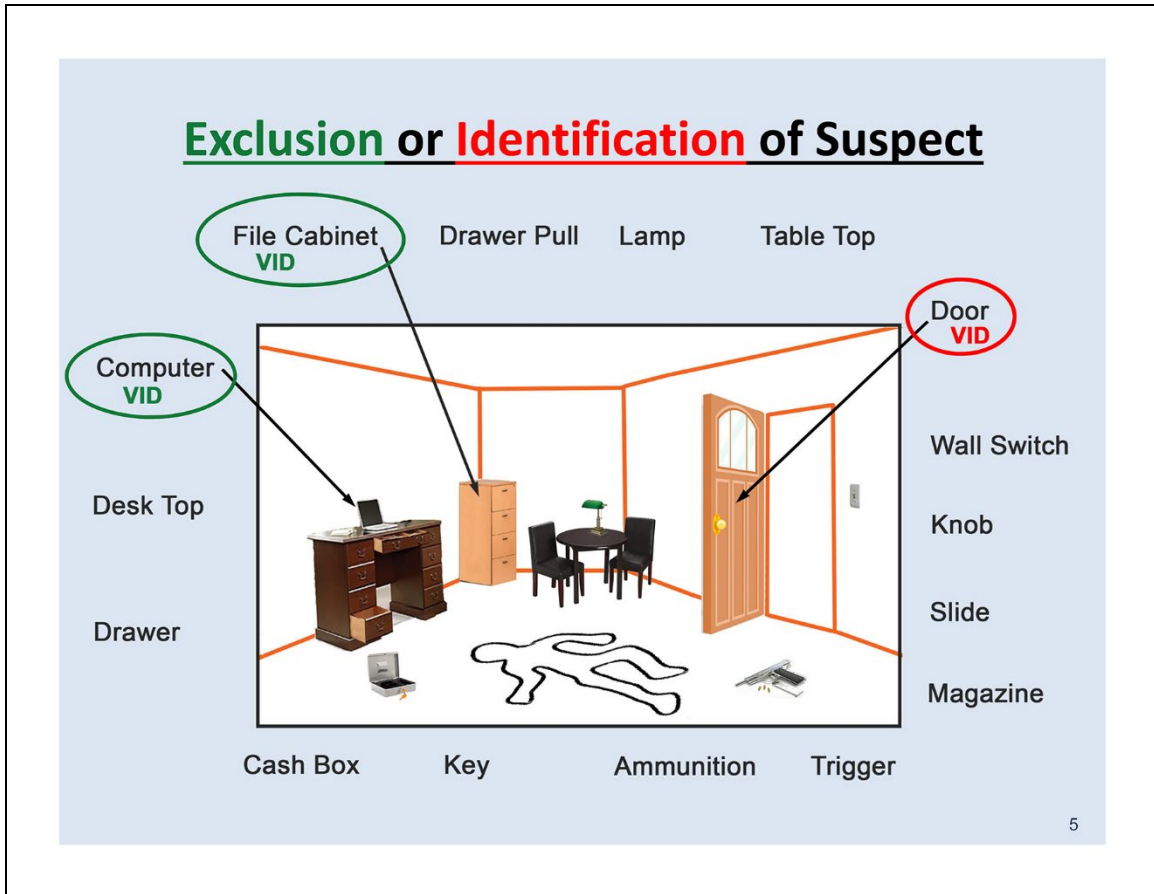 Exclusion or Identification of Suspect
File Cabinet
VID
Drawer Pull
Lamp
Table Top
Door
VID
Computer
VID
Wall Switch
Desk Top
Knob
Slide
Drawer
Magazine
Cash Box
Key
Ammunition
Trigger
5